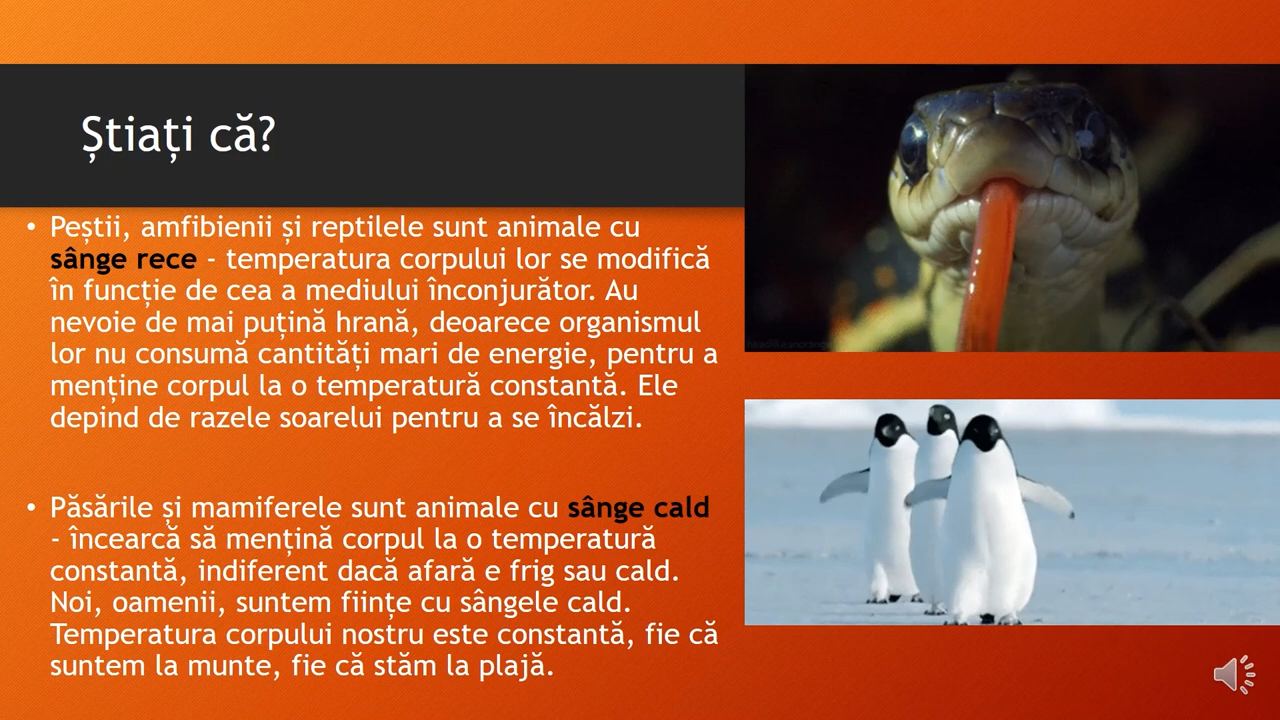 Știați că?
• Peștii, amfibienii și reptilele sunt animale cu
sânge rece - temperatura corpului lor se modifică
în funcție de cea a mediului înconjurător. Au
nevoie de mai puțină hrană, deoarece organismul
lor nu consumă cantități mari de energie, pentru a
menține corpul la o temperatură constantă. Ele
depind de razele soarelui pentru a se încălzi.
• Păsările și mamiferele sunt animale cu sânge cald
- încearcă să mențină corpul la o temperatură
constantă, indiferent dacă afară e frig sau cald.
Noi, oamenii, suntem ființe cu sângele cald.
Temperatura corpului nostru este constantă, fie că
suntem la munte, fie că stăm la plajă.